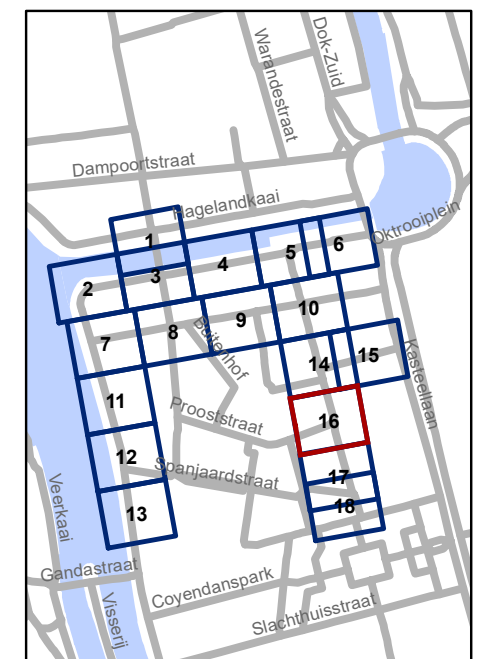 Warandestraat
Dok-Zuid
Dampoortstraat
Hagelandkaai
Oktrooiplein
1
2
3
4
5
6
7
8
9
10
Buitenhof
11
14
15
Kasteellaan
Prooststraat
16
12
Spanjaardstraat
17
13
18
Veerkaai
Gandastraat
Visserij
Coyendanspark
Slachthuisstraat